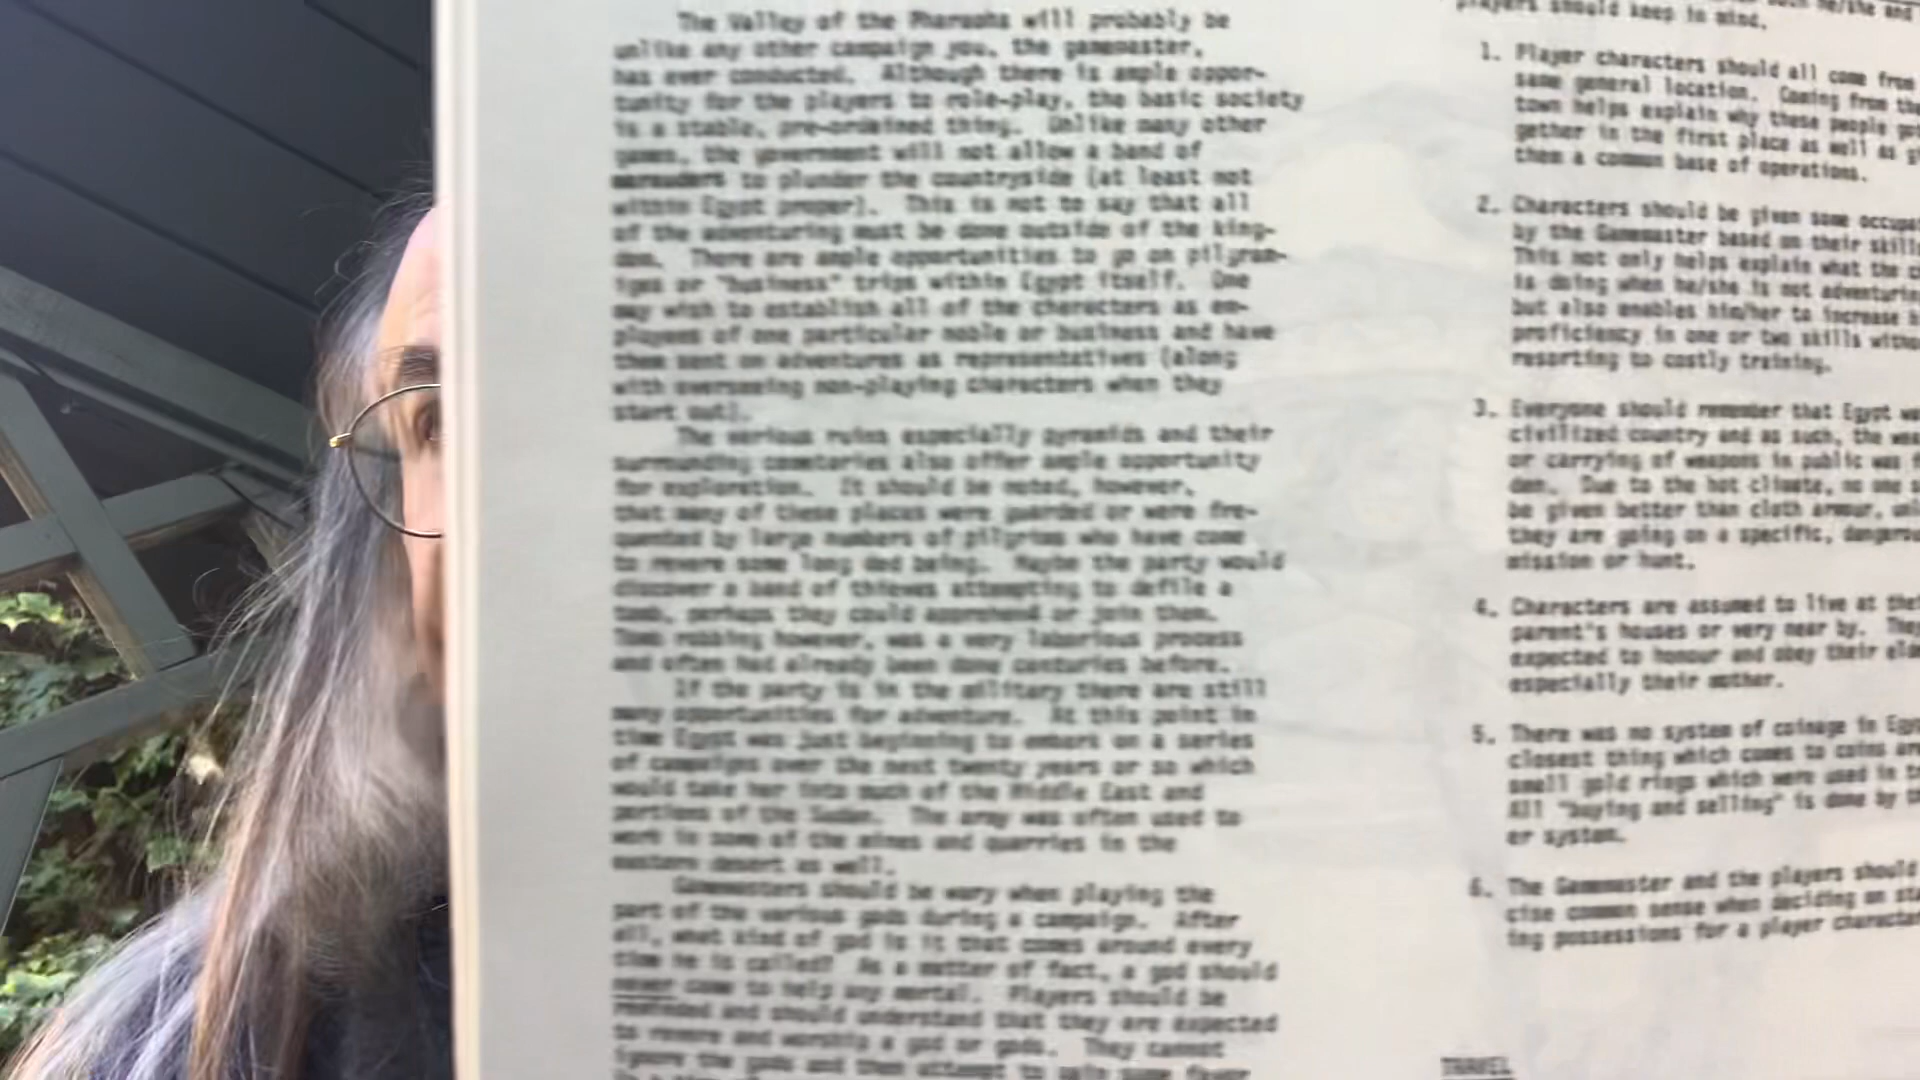 The Valley of the Pharaohs will probably be
unlike any other campaign you, the gamemaster,
has ever conducted. Although there is ample oppor-
tunity for the players to role-play, the basic society
is a stable, pre-ordained thing. Unlike many other
games, the government will not allow a band of
marauders to plunder the countryside (at least not
within Egypt proper). This is not to say that all
of the adventuring must be done outside of the king-
dom. There are ample opportunities to go on pilgram-
iges or "business" trips within Egypt itself. One
may wish to establish all of the characters as em-
ployees of one particular noble or business and have
them sent on adventures as representatives (along
with overseeing non-playing characters when they
start out).
The various ruins especially pyramids and their
surrounding cemetaries also offer ample opportunity
for exploration. It should be noted, however,
that many of these places were guarded or were fre-
quented by large numbers of pilgrims who have come
to revere some long ded being. Maybe the party would
discover a band of thieves attempting to defile a
tomb, perhaps they could apprehend or join them.
Tomb robbing however, was a very laborious process
and often had already been done centuries before.
If the party is in the military there are still
many opportunities for adventure. At this point in
time Egypt was just beginning to embark on a series
of campaigns over the next twenty years or so which
would take her into much of the Middle East and
portions of the Sudan. The army was often used to
work in some of the mines and quarries in the
eastern desert as well.
Gamemasters should be wary when playing the
part of the various gods during a campaign. After
all, what kind of god is it that comes around every
time he is called? As a matter of fact, a god should
never come to help any mortal. Players should be
reminded and should understand that they are expected
to revere and worship a god or gods. They cannot
ignore the gods and then attempt to gain some favor
players should keep in mind.
1. Player characters should all come from
same general location. Coming from the
town helps explain why these people got
gether in the first place as well as
them a common base of operations.
2. Characters should be given some
by the Gamemaster based on their
This not only helps explain what the
is doing when he/she is not
but also enables him/her to increase
proficiency in one or two skills
resorting to costly training.
3. Everyone should remember that Egypt
civilized country and as such, the
or carrying of weapons in public was
den. Due to the hot climate, no one
be given better than cloth armour,
they are going on a specific,
mission or hunt.
4. Characters are assumed to live at
parent's houses or very near by. They
expected to honour and obey their
especially their mother.
5. There was no system of coinage in
closest thing which comes to coins are
small gold rings which were used in
All "buying and selling" is done by
er system.
6. The Gamemaster and the players should
cise common sense when deciding on
ing possessions for a player
TRAVEL